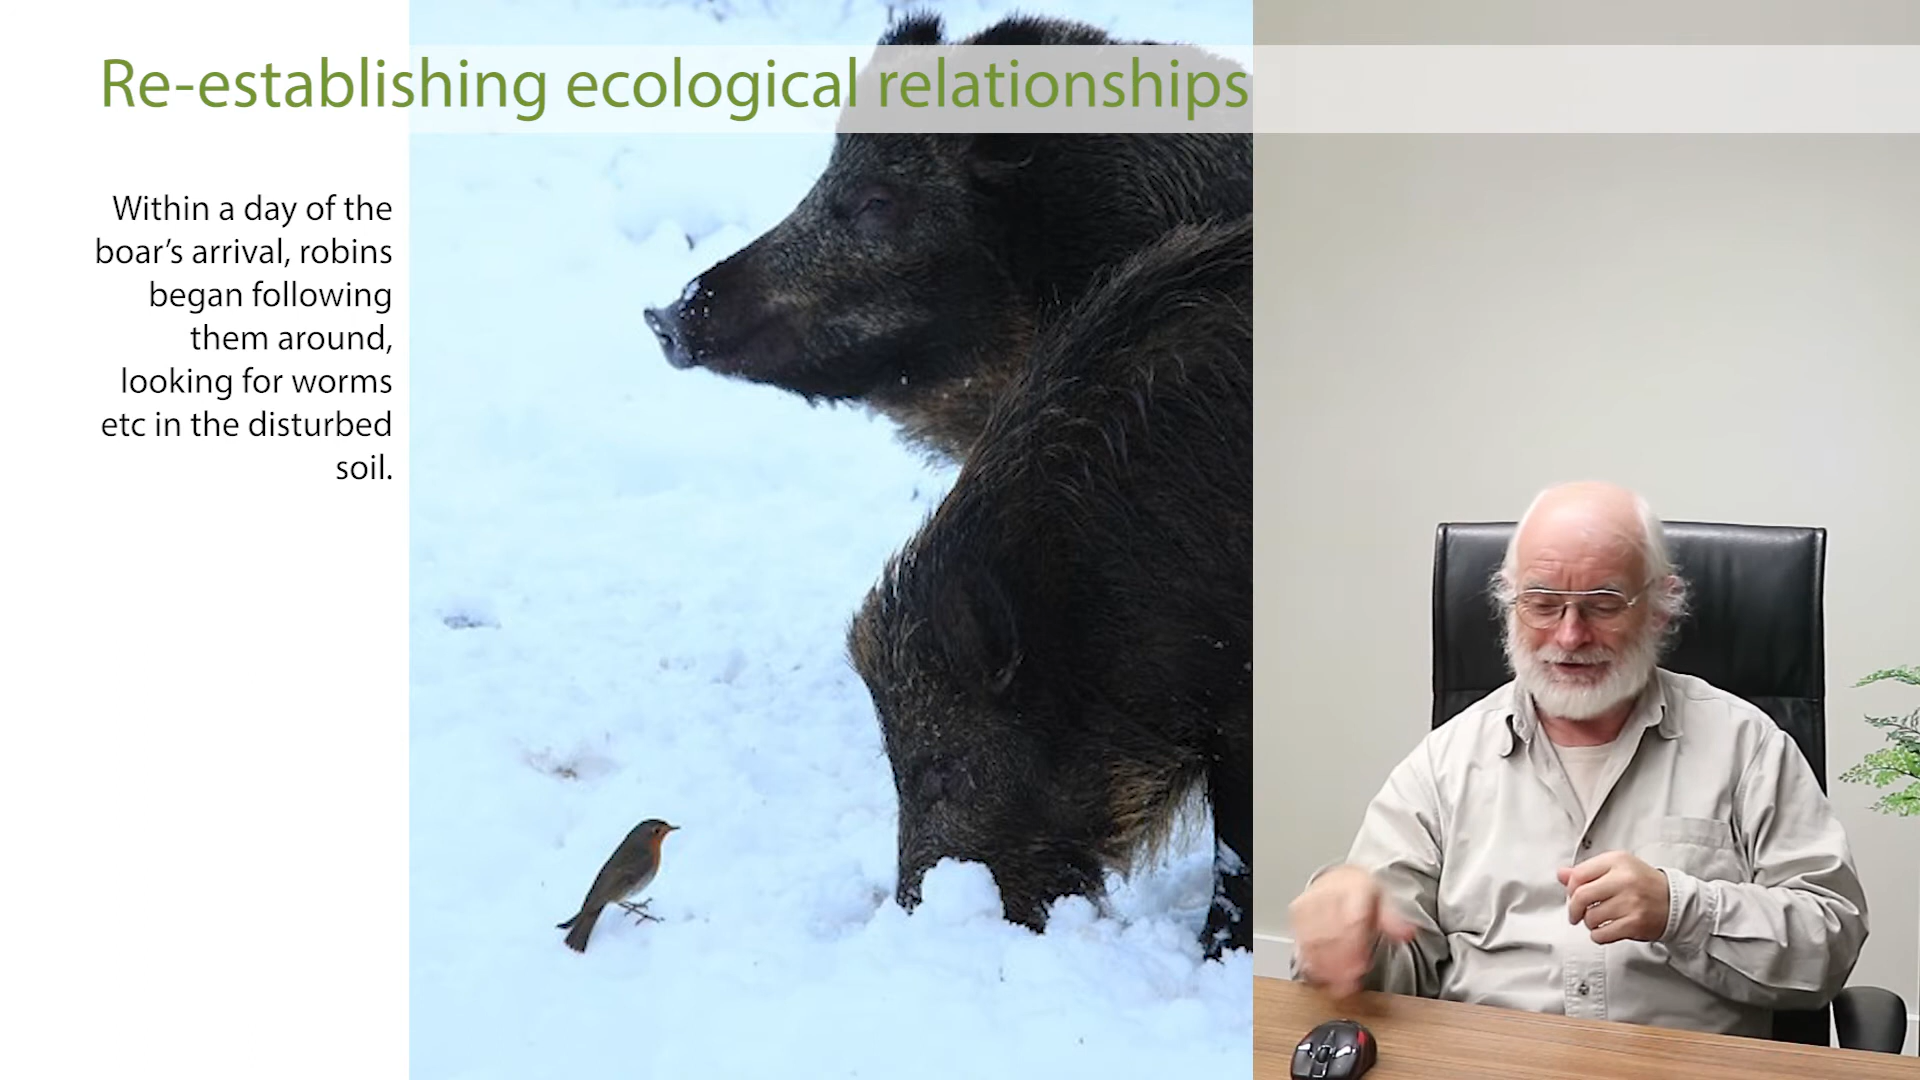 Re-establishing ecological relationships
Within a day of the
boar’s arrival, robins
began following
them around,
looking for worms
etc in the disturbed
soil.